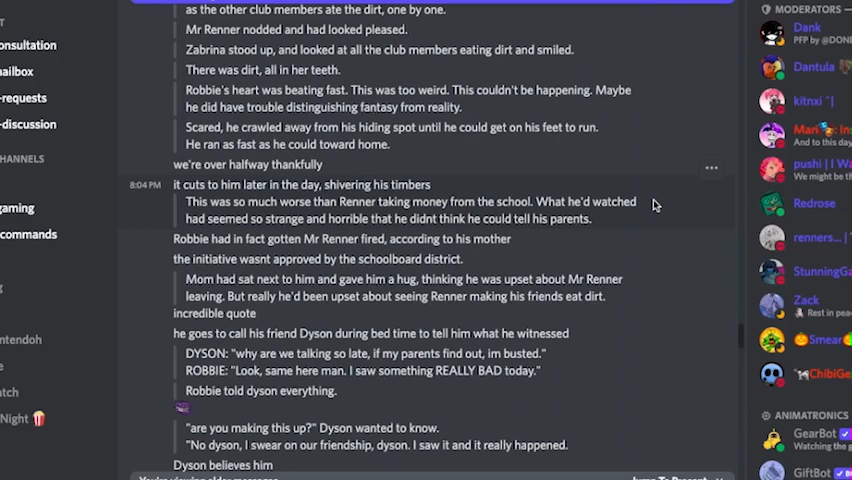 as the other club members ate the dirt, one by one.
Mr Renner nodded and had looked pleased.
Zabrina stood up, and looked at all the club members eating dirt and smiled.
There was dirt, all in her teeth.
Robbie's heart was beating fast. This was too weird. This couldn't be happening. Maybe
he did have trouble distinguishing fantasy from reality.
Scared, he crawled away from his hiding spot until he could get on his feet to run.
He ran as fast as he could toward home.
we're over halfway thankfully
8:04 PM it cuts to him later in the day, shivering his timbers
This was so much worse than Renner taking money from the school. What he'd watched
had seemed so strange and horrible that he didnt think he could tell his parents.
Robbie had in fact gotten Mr Renner fired, according to his mother
the initiative wasnt approved by the schoolboard district.
Mom had sat next to him and gave him a hug, thinking he was upset about Mr Renner
leaving. But really he'd been upset about seeing Renner making his friends eat dirt.
incredible quote
he goes to call his friend Dyson during bed time to tell him what he witnessed
DYSON: "why are we talking so late, if my parents find out, im busted."
ROBBIE: "Look, same here man. I saw something REALLY BAD today."
Robbie told dyson everything.
"are you making this up?" Dyson wanted to know.
"No dyson, I swear on our friendship, dyson. I saw it and it really happened.
Dyson believes him
You're viewing older messages
Jump To Present
onsultation
ailbox
-requests
-discussion
HANNELS
gaming
commands
ntendoh
atch
Night
MODERATORS
Dank
PFP by @DONE
Dantula
kitnxi ˆ|
Mari
And to this day
pushi | I Wa
We might be th
Redrose
renners... | T
StunningGa
Zack
Rest in peac
Smear
ChibiGe
ANIMATRONICS
GearBot
Watching the g
GiftBot